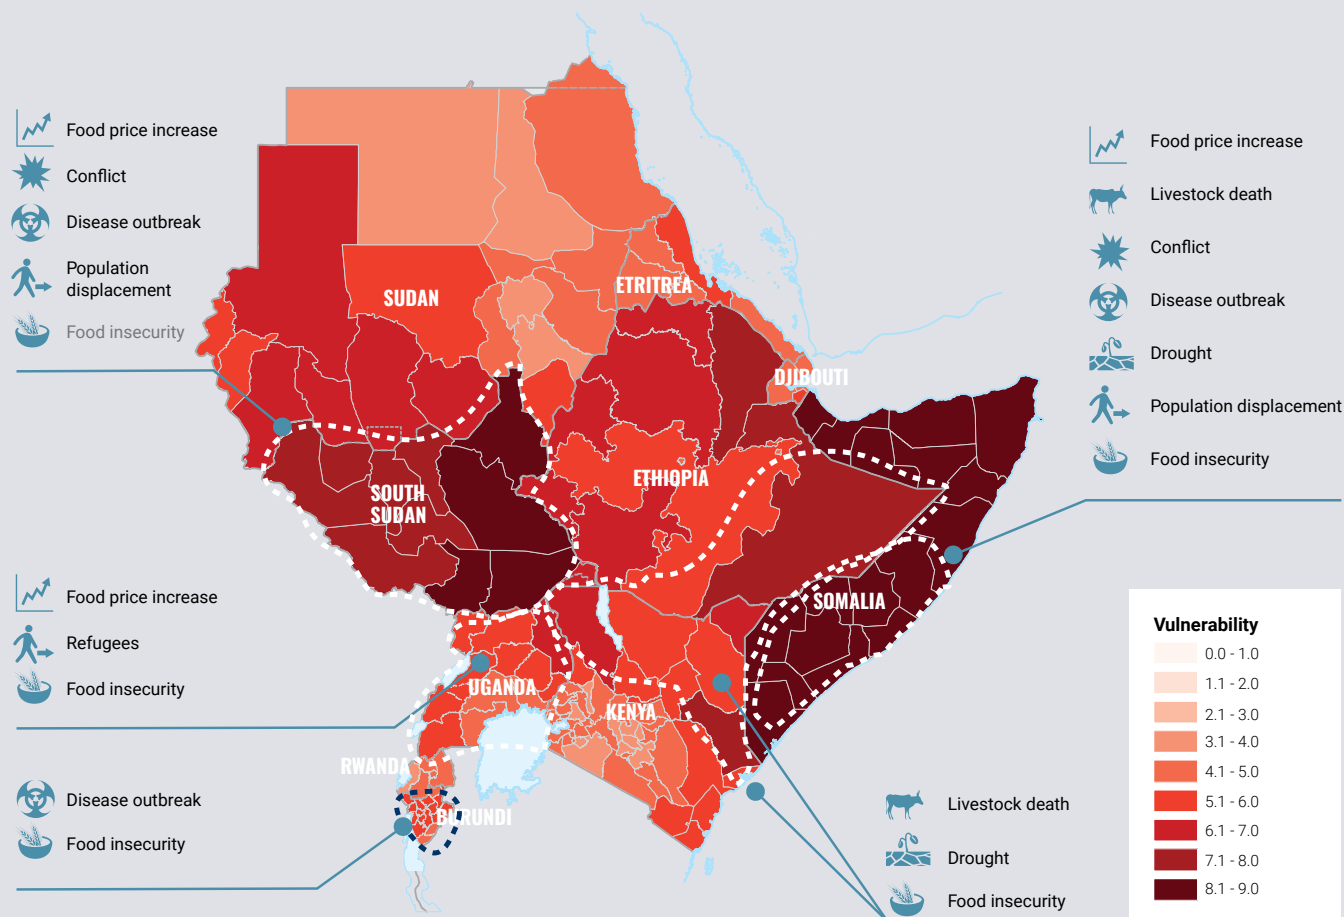 Food price increase
Conflict
Disease outbreak
Population
displacement
Food insecurity
Food price increase
Livestock death
Conflict
Disease outbreak
Drought
Population displacement
Food insecurity
SUDAN
ETRITREA
DJIBOUTI
ETHIOPIA
SOUTH
SUDAN
SOMALIA
UGANDA
KENYA
RWANDA
BURUNDI
Food price increase
Refugees
Food insecurity
Disease outbreak
Food insecurity
Livestock death
Drought
Food insecurity
Vulnerability
0.0 - 1.0
1.1 - 2.0
2.1 - 3.0
3.1 - 4.0
4.1 - 5.0
5.1 - 6.0
6.1 - 7.0
7.1 - 8.0
8.1 - 9.0